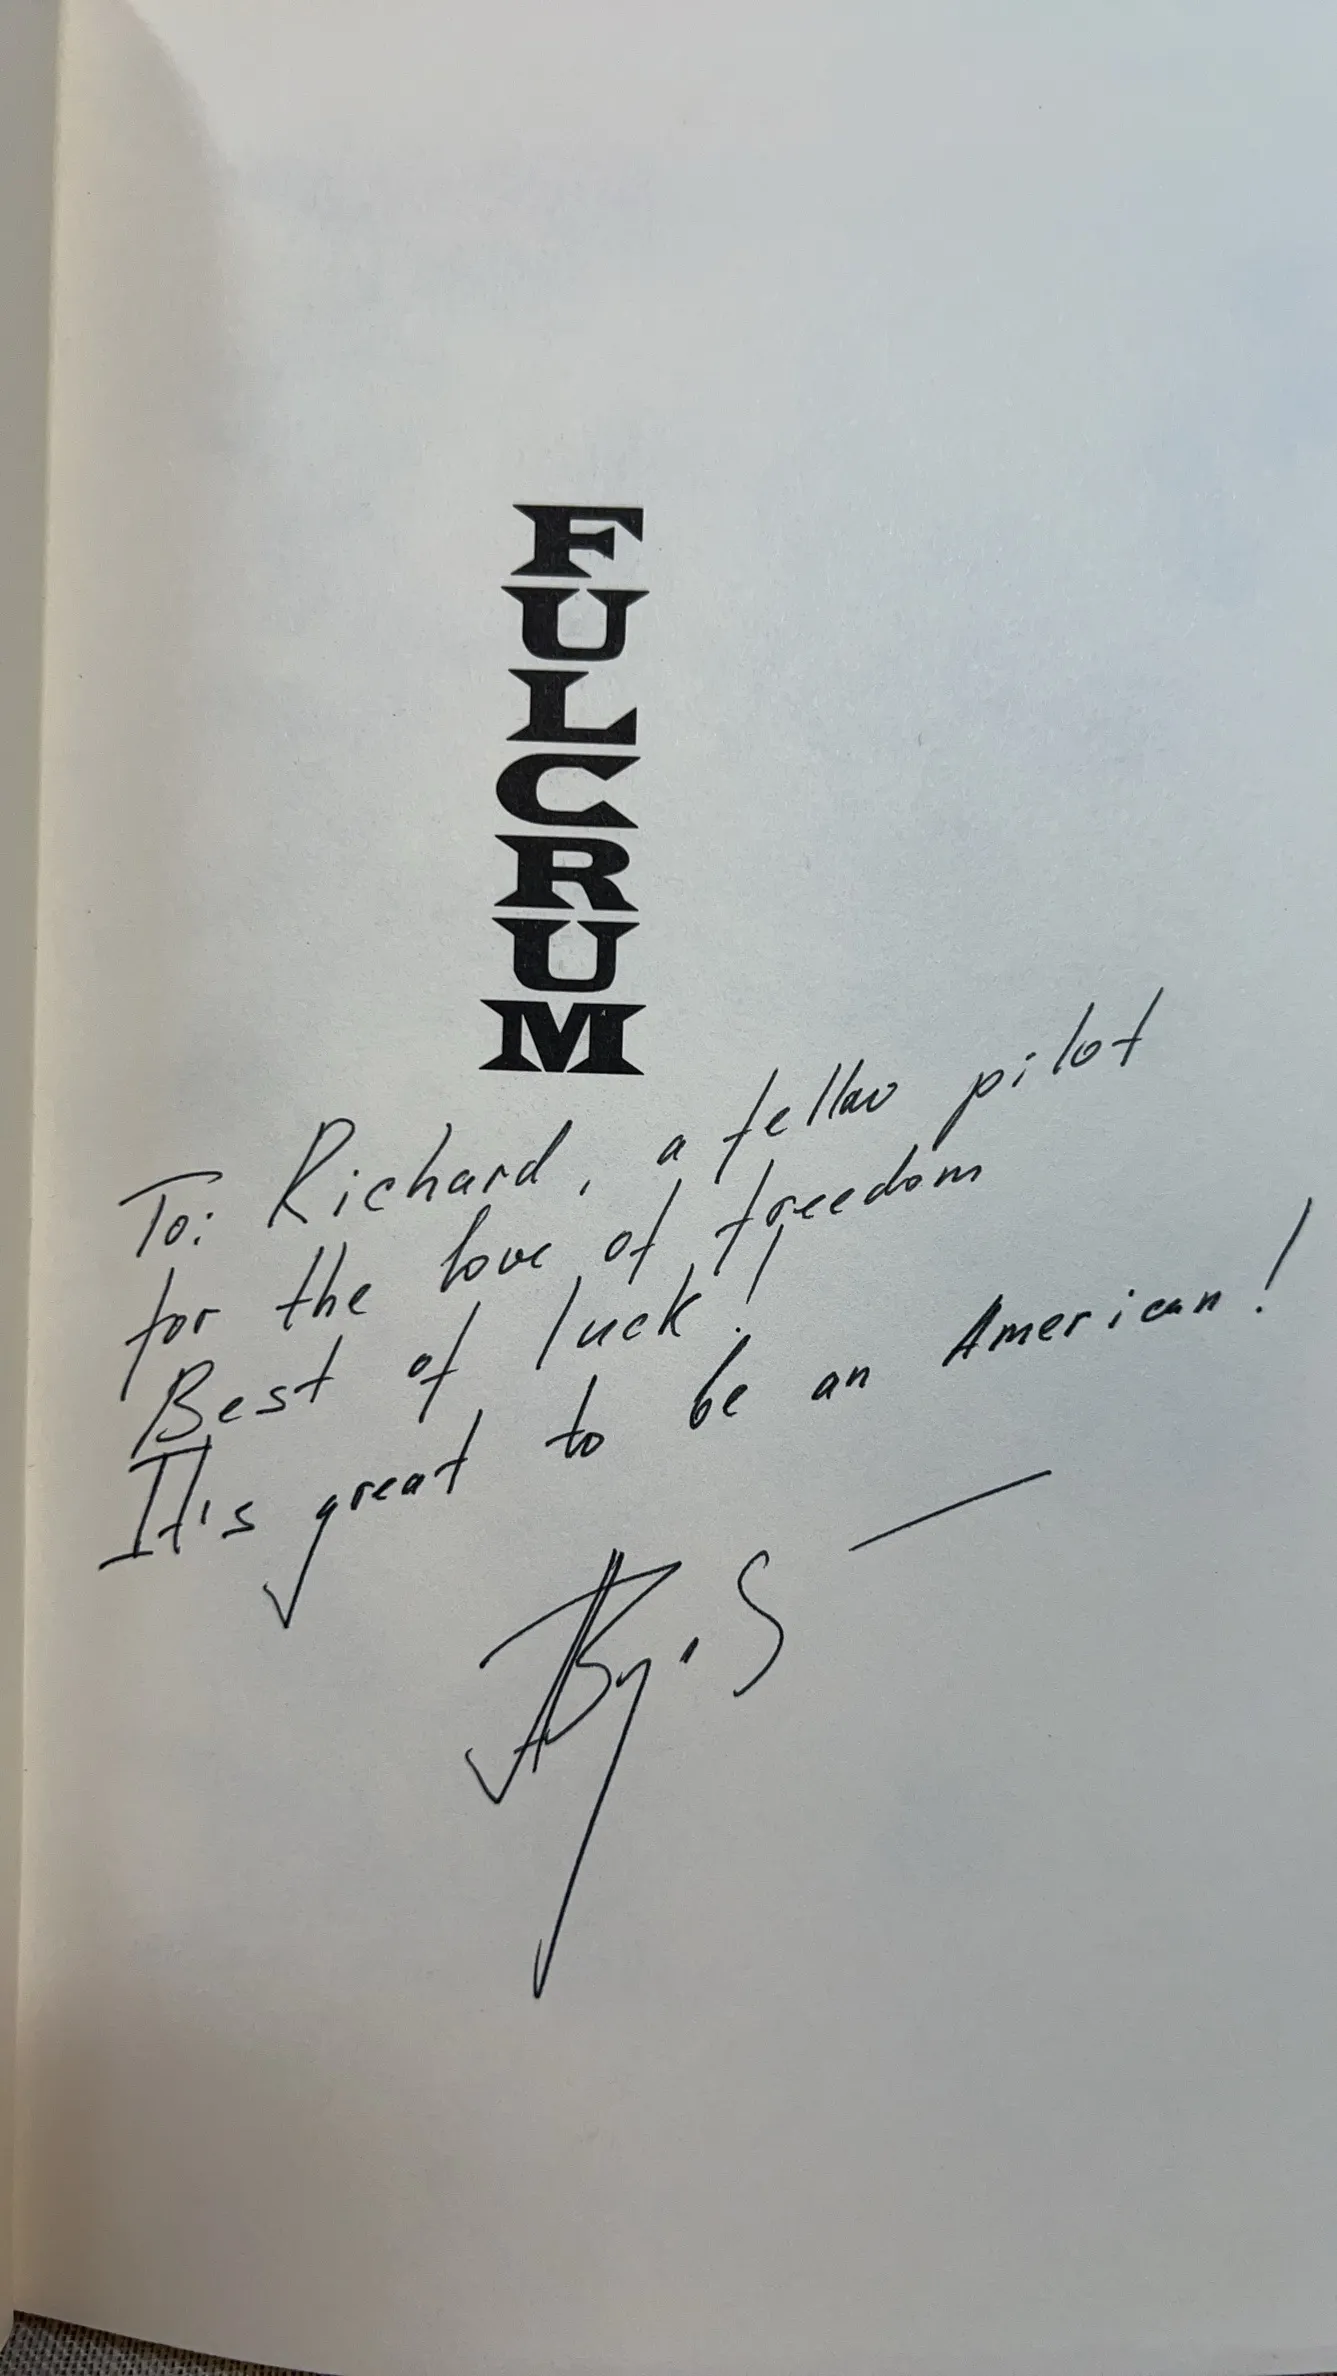 FULCRUM
To: Richard, a fellow pilot
for the love of freedom
Best of luck!
It's great to be an American!